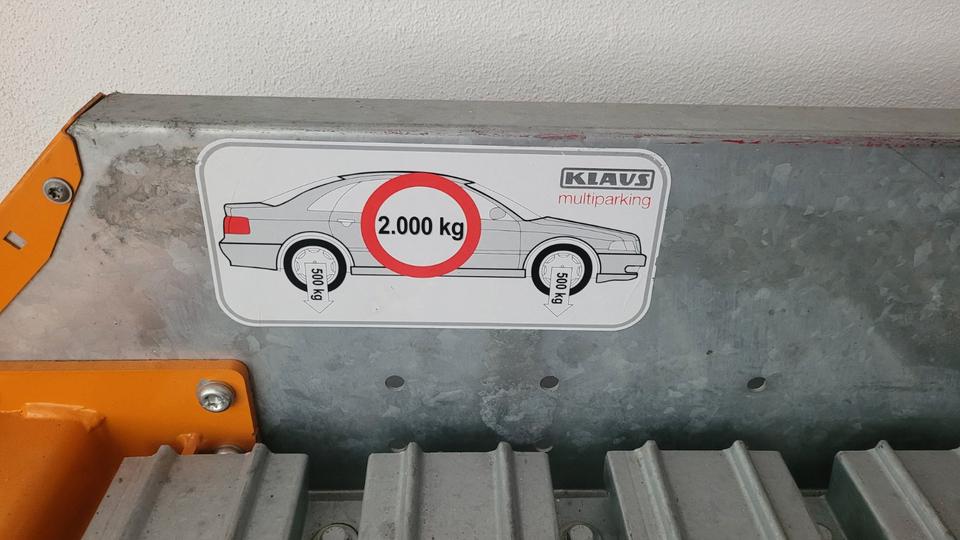 KLAUS
multiparking
2.000 kg
500 kg
500 kg